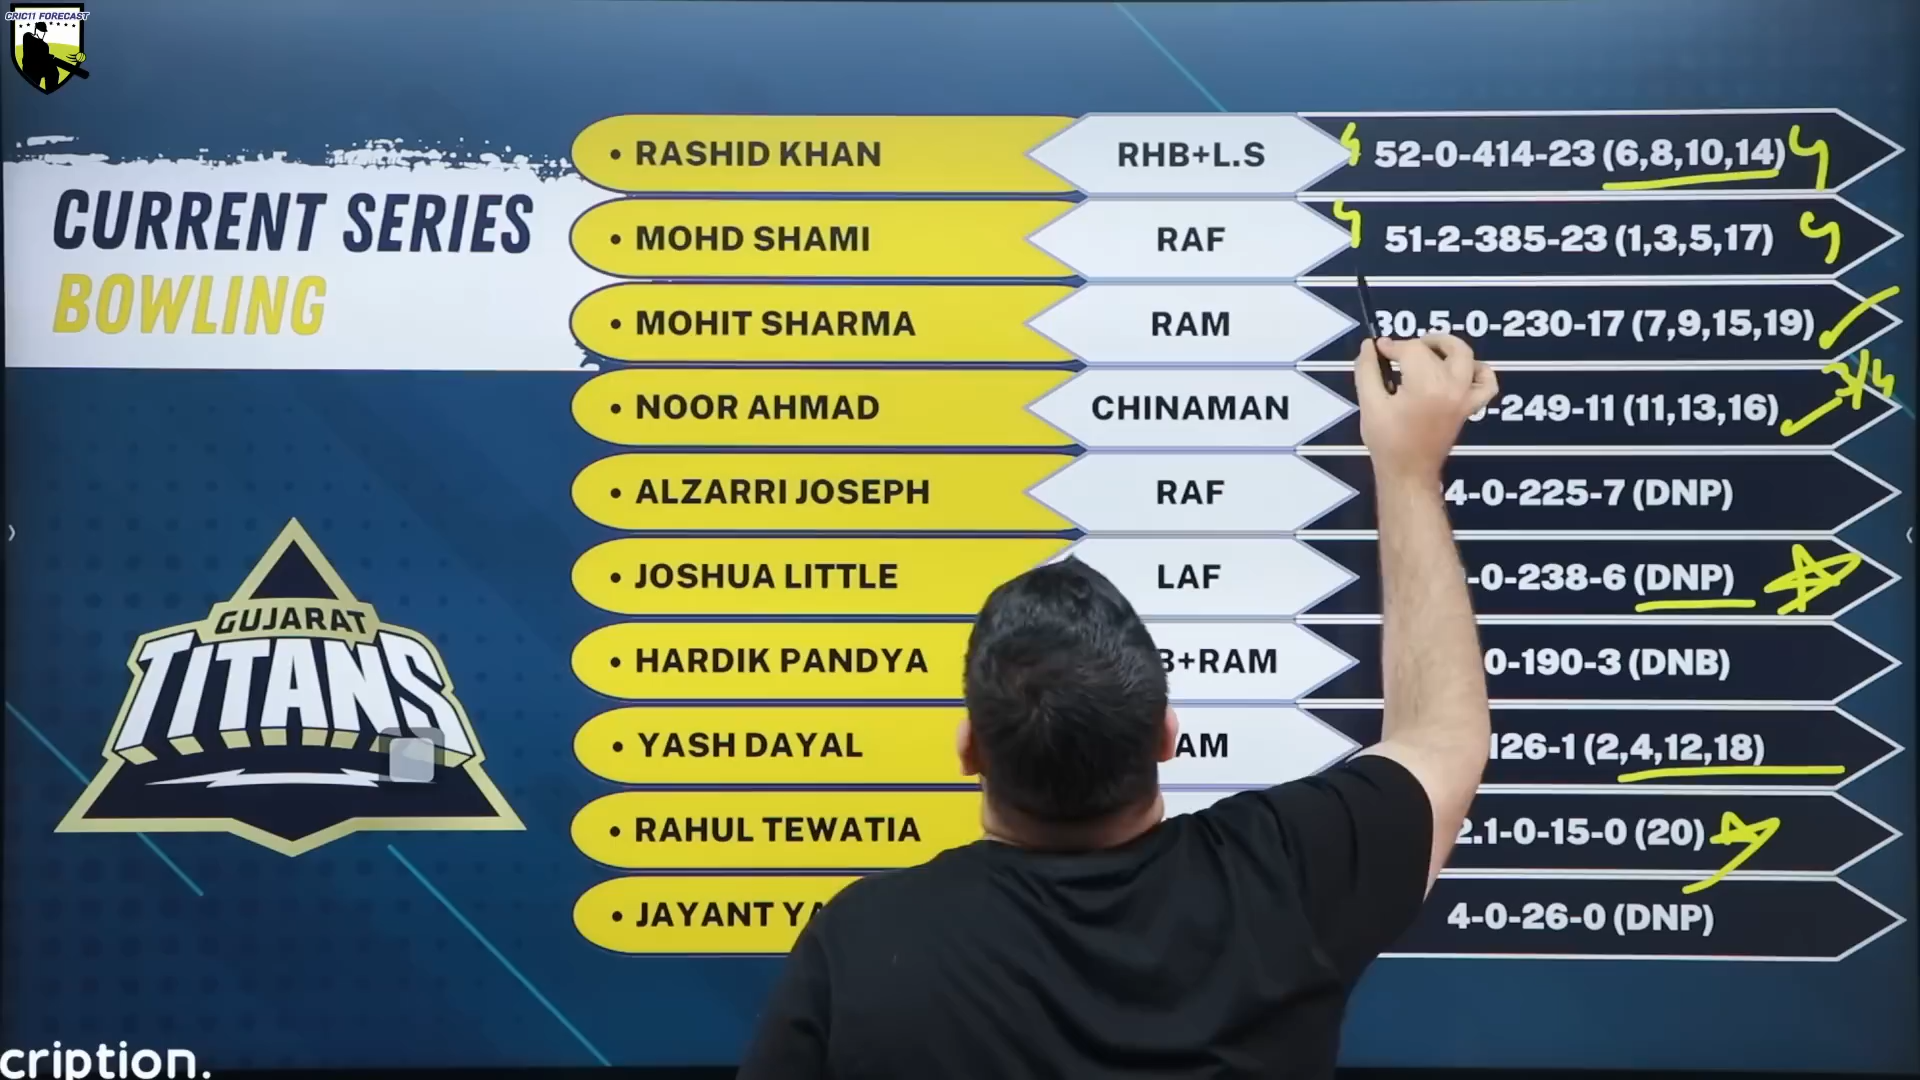 CRIC11 FORECAST
CURRENT SERIES
BOWLING
GUJARAT
TITANS
• RASHID KHAN RHB+L.S 52-0-414-23 (6,8,10,14)
• MOHD SHAMI RAF 51-2-385-23 (1,3,5,17)
• MOHIT SHARMA RAM 30.5-0-230-17 (7,9,15,19)
3/4
• NOOR AHMAD CHINAMAN -249-11 (11,13,16)
• ALZARRI JOSEPH RAF 4-0-225-7 (DNP)
• JOSHUA LITTLE LAF -0-238-6 (DNP)
• HARDIK PANDYA B+RAM 0-190-3 (DNB)
• YASH DAYAL AM 126-1 (2,4,12,18)
• RAHUL TEWATIA 2.1-0-15-0 (20)
• JAYANT YA 4-0-26-0 (DNP)
cription.